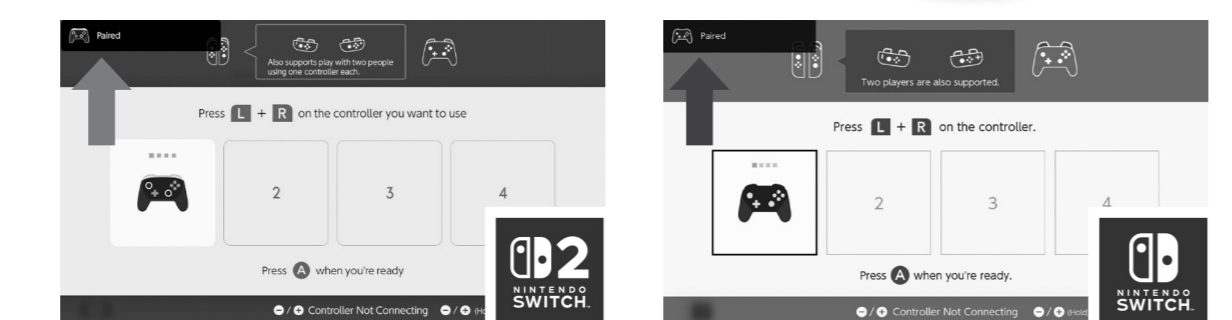 Paired
Also supports play with two people
using one controller each.
Press L + R on the controller you want to use
2
3
4
Press A when you're ready
Controller Not Connecting
2
NINTENDO
SWITCH
Paired
Two players are also supported.
Press L + R on the controller.
2
3
4
Press A when you're ready.
Controller Not Connecting
(Hold)
NINTENDO
SWITCH